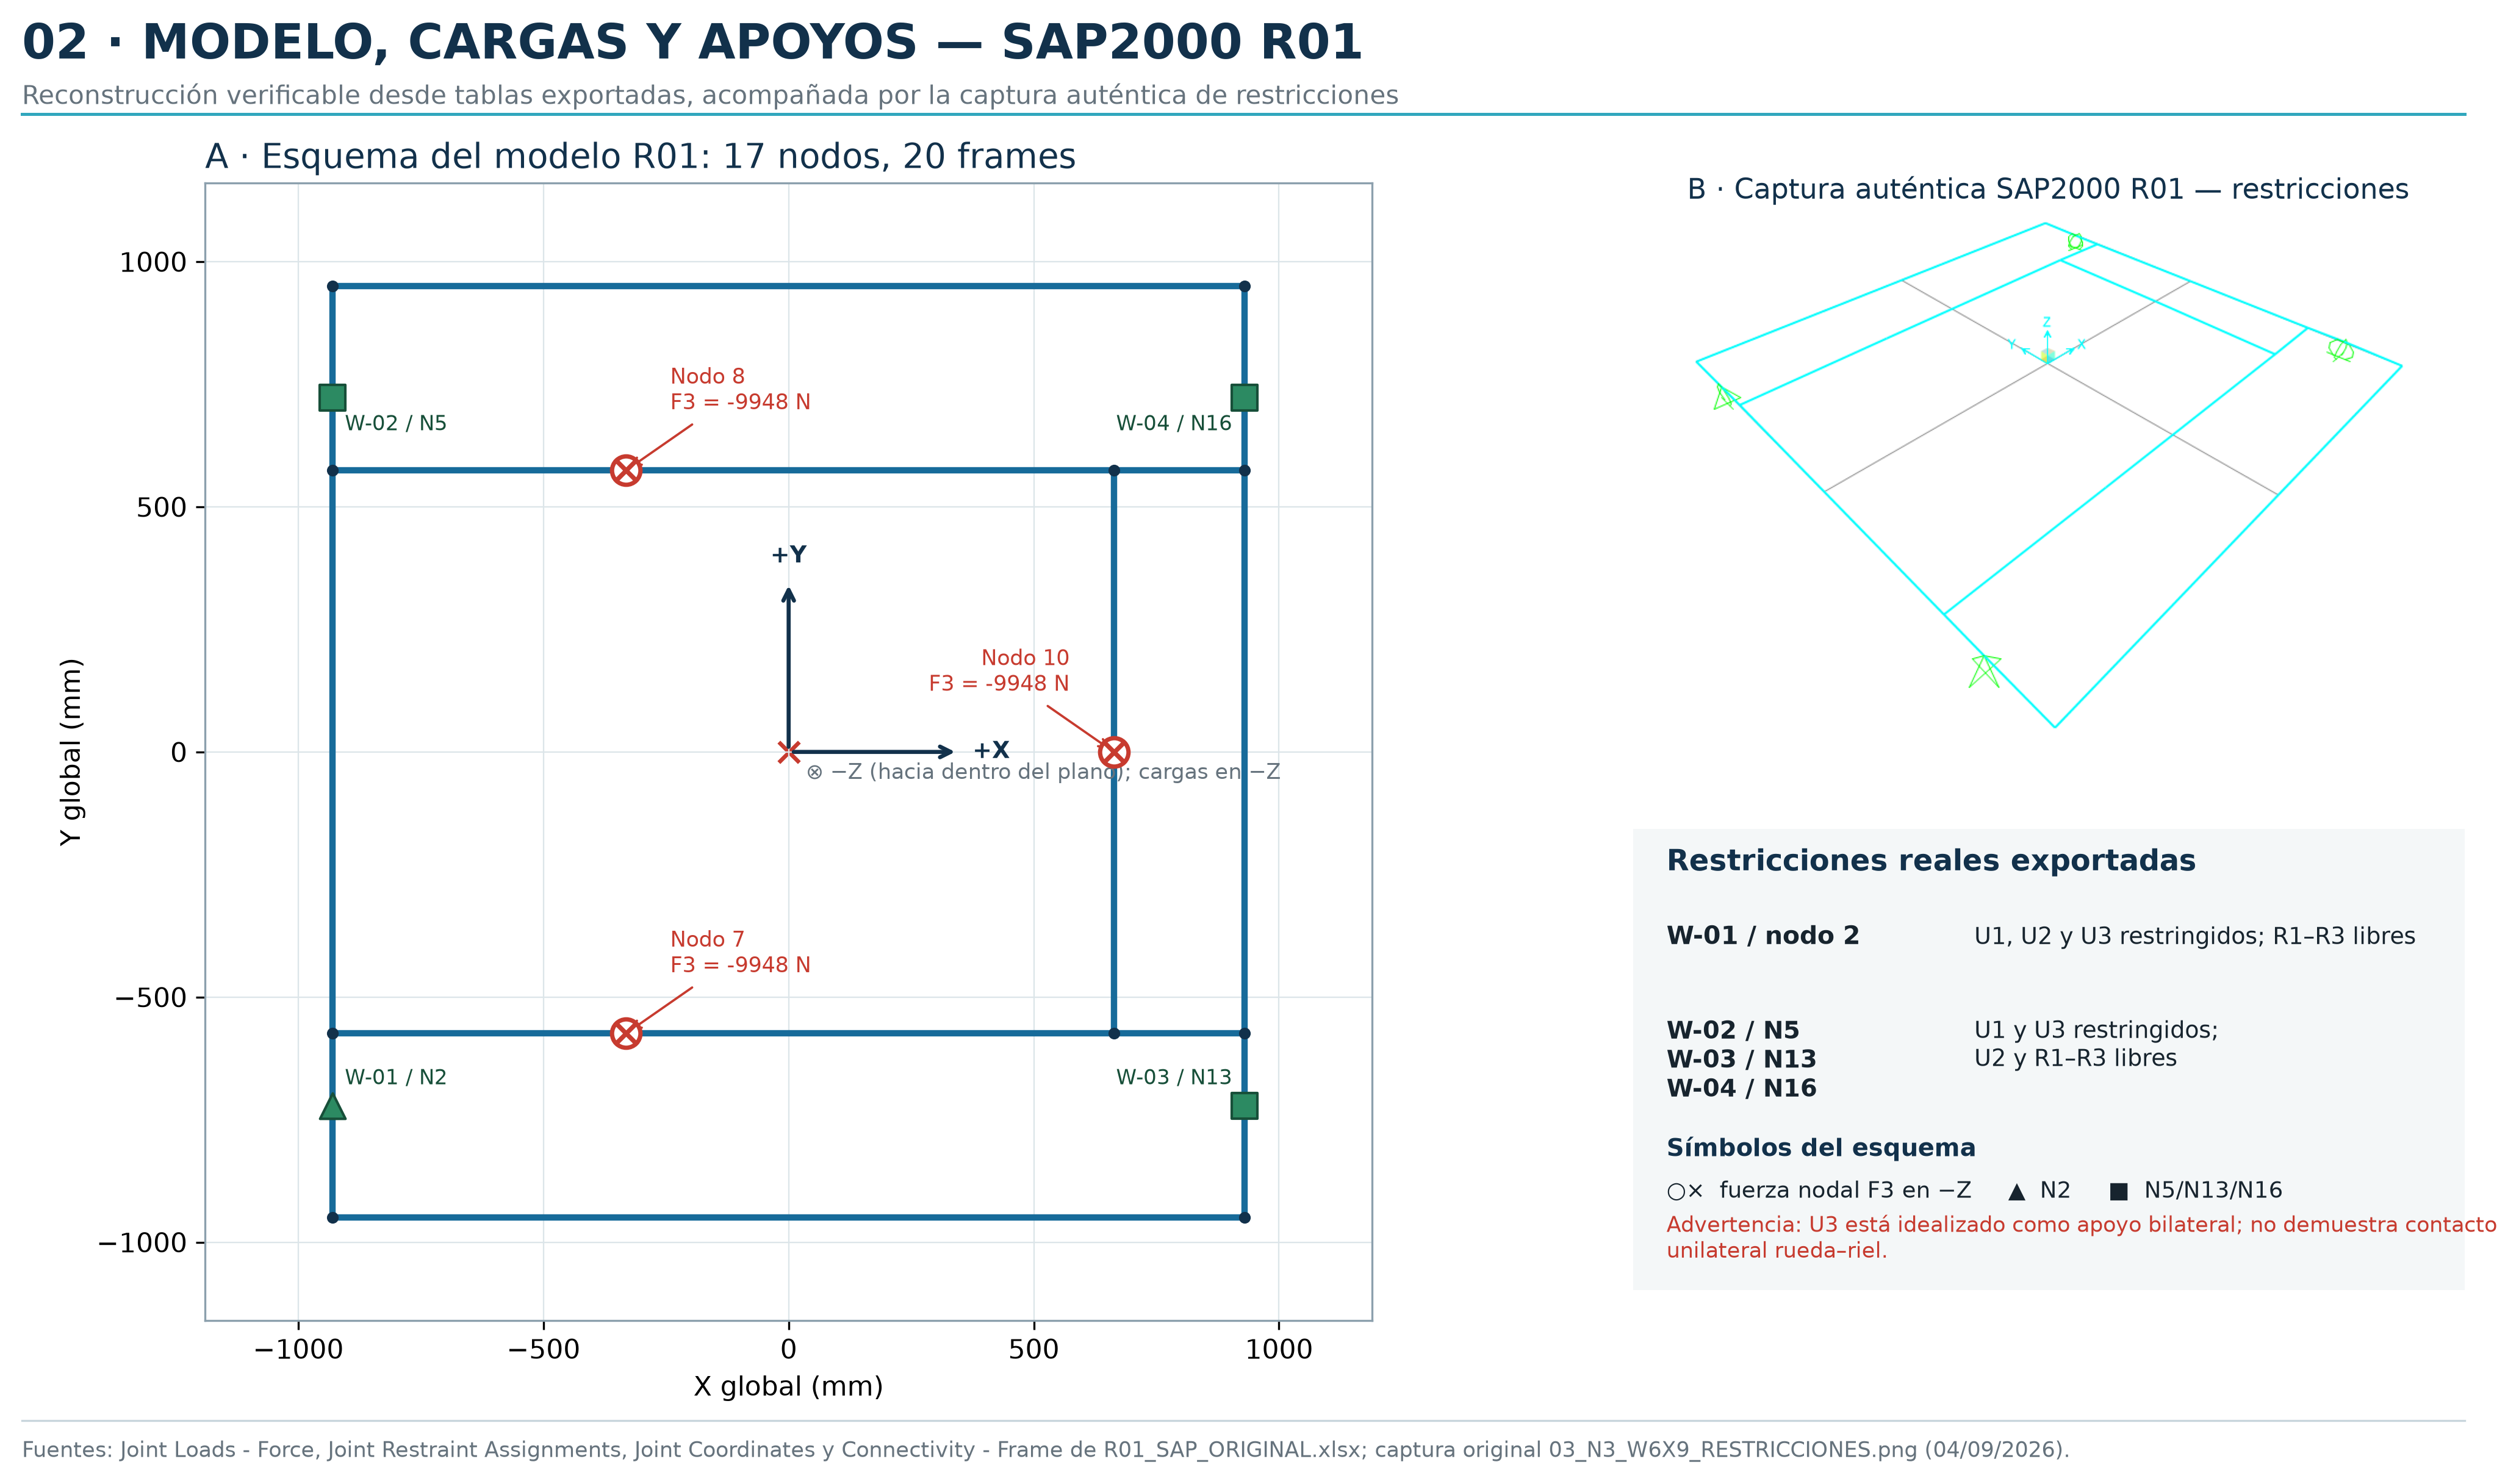 02 · MODELO, CARGAS Y APOYOS — SAP2000 R01
Reconstrucción verificable desde tablas exportadas, acompañada por la captura auténtica de restricciones
A · Esquema del modelo R01: 17 nodos, 20 frames
1000
500
0
−500
−1000
Y global (mm)
−1000
−500
0
500
1000
X global (mm)
Nodo 8
F3 = -9948 N
W-02 / N5
W-04 / N16
+Y
Nodo 10
F3 = -9948 N
+X
⊗ −Z (hacia dentro del plano); cargas en −Z
Nodo 7
F3 = -9948 N
W-01 / N2
W-03 / N13
B · Captura auténtica SAP2000 R01 — restricciones
Z
Y
X
Restricciones reales exportadas
W-01 / nodo 2
U1, U2 y U3 restringidos; R1–R3 libres
W-02 / N5
W-03 / N13
W-04 / N16
U1 y U3 restringidos;
U2 y R1–R3 libres
Símbolos del esquema
○× fuerza nodal F3 en −Z ▲ N2 ■ N5/N13/N16
Advertencia: U3 está idealizado como apoyo bilateral; no demuestra contacto
unilateral rueda–riel.
Fuentes: Joint Loads - Force, Joint Restraint Assignments, Joint Coordinates y Connectivity - Frame de R01_SAP_ORIGINAL.xlsx; captura original 03_N3_W6X9_RESTRICCIONES.png (04/09/2026).